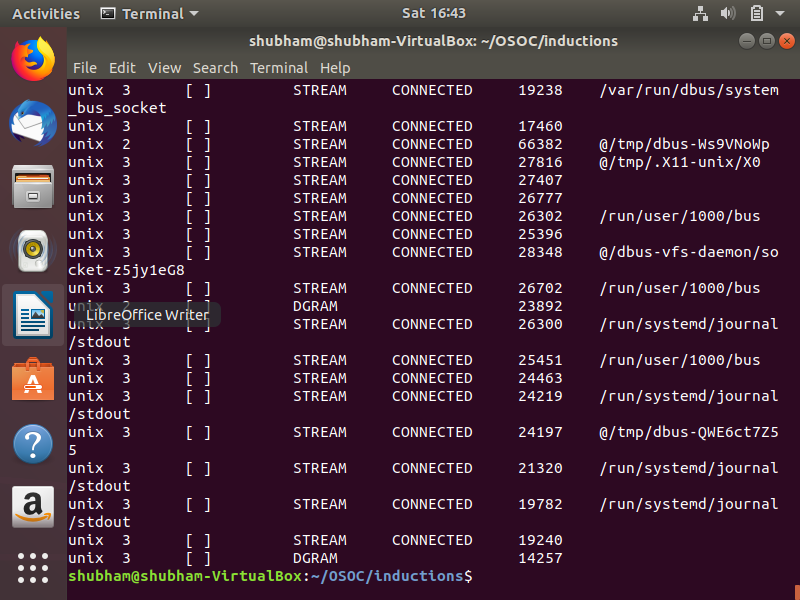 Activities Terminal Sat 16:43
shubham@shubham-VirtualBox: ~/OSOC/inductions
File Edit View Search Terminal Help
unix 3 [ ] STREAM CONNECTED 19238 /var/run/dbus/system
_bus_socket
unix 3 [ ] STREAM CONNECTED 17460
unix 2 [ ] STREAM CONNECTED 66382 @/tmp/dbus-Ws9VNoWp
unix 3 [ ] STREAM CONNECTED 27816 @/tmp/.X11-unix/X0
unix 3 [ ] STREAM CONNECTED 27407
unix 3 [ ] STREAM CONNECTED 26777
unix 3 [ ] STREAM CONNECTED 26302 /run/user/1000/bus
unix 3 [ ] STREAM CONNECTED 25396
unix 3 [ ] STREAM CONNECTED 28348 @/dbus-vfs-daemon/so
cket-z5jy1eG8
unix 3 [ ] STREAM CONNECTED 26702 /run/user/1000/bus
unix 2 [ ] DGRAM 23892
LibreOffice Writer
unix 3 [ ] STREAM CONNECTED 26300 /run/systemd/journal
/stdout
unix 3 [ ] STREAM CONNECTED 25451 /run/user/1000/bus
unix 3 [ ] STREAM CONNECTED 24463
unix 3 [ ] STREAM CONNECTED 24219 /run/systemd/journal
/stdout
unix 3 [ ] STREAM CONNECTED 24197 @/tmp/dbus-QWE6ct7Z5
5
unix 3 [ ] STREAM CONNECTED 21320 /run/systemd/journal
/stdout
unix 3 [ ] STREAM CONNECTED 19782 /run/systemd/journal
/stdout
unix 3 [ ] STREAM CONNECTED 19240
unix 3 [ ] DGRAM 14257
shubham@shubham-VirtualBox:~/OSOC/inductions$